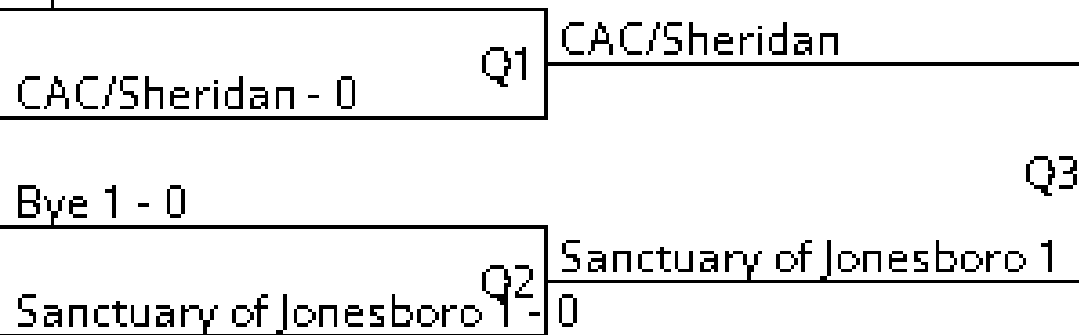 CAC/Sheridan
Q1
CAC/Sheridan - 0
Q3
Bye 1 - 0
Sanctuary of Jonesboro 1
Q2
Sanctuary of Jonesboro 1 - 0